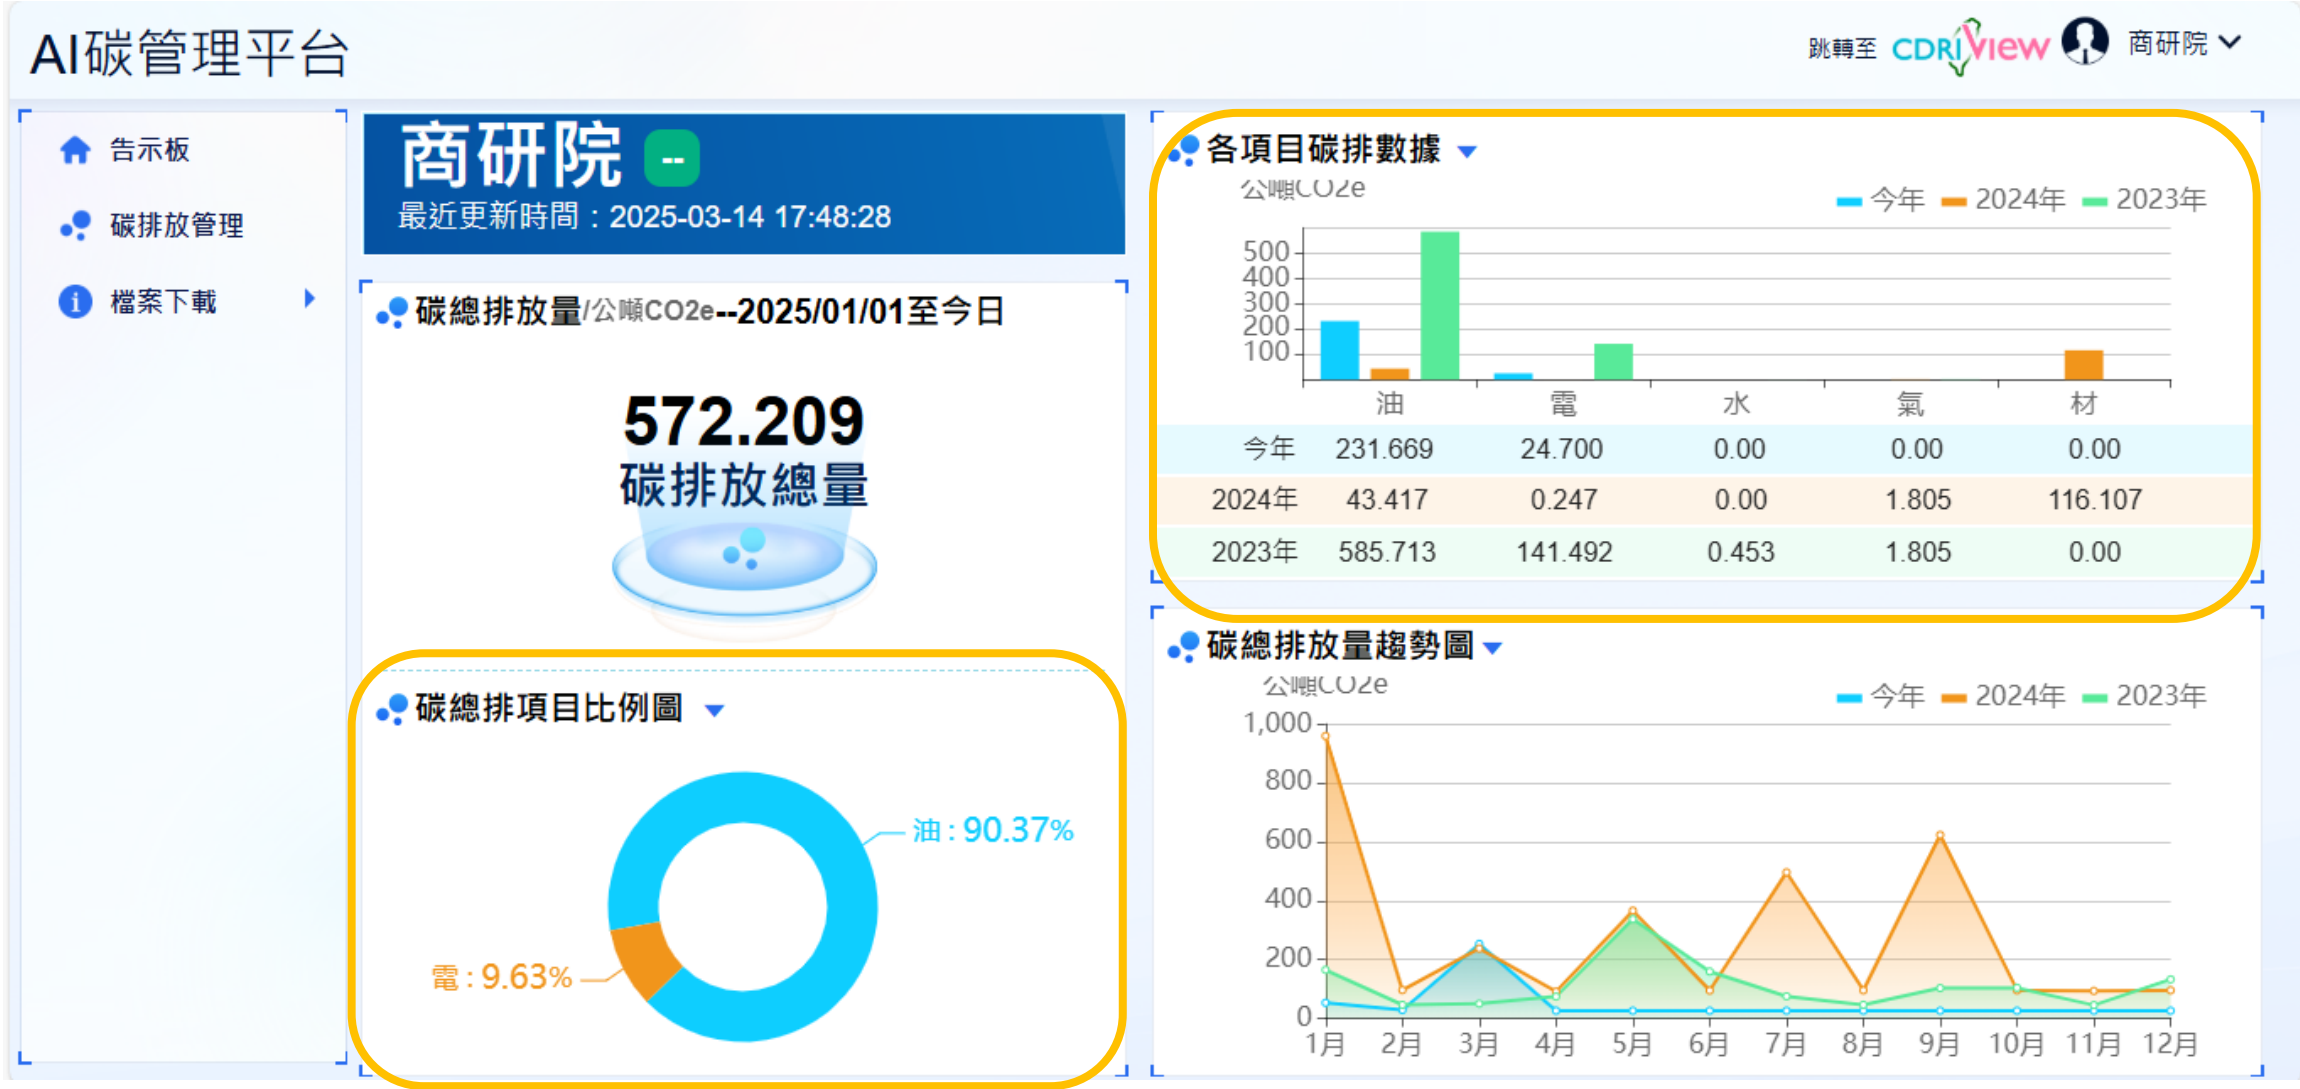 AI碳管理平台
跳轉至 CDRIView 商研院
告示板
碳排放管理
檔案下載
商研院 --
最近更新時間：2025-03-14 17:48:28
碳總排放量/公噸CO2e--2025/01/01至今日
572.209
碳排放總量
碳總排項目比例圖
油：90.37%
電：9.63%
各項目碳排數據
公噸CO2e
今年 2024年 2023年
500
400
300
200
100
油 電 水 氣 材
今年 231.669 24.700 0.00 0.00 0.00
2024年 43.417 0.247 0.00 1.805 116.107
2023年 585.713 141.492 0.453 1.805 0.00
碳總排放量趨勢圖
公噸CO2e
今年 2024年 2023年
1,000
800
600
400
200
0
1月 2月 3月 4月 5月 6月 7月 8月 9月 10月 11月 12月